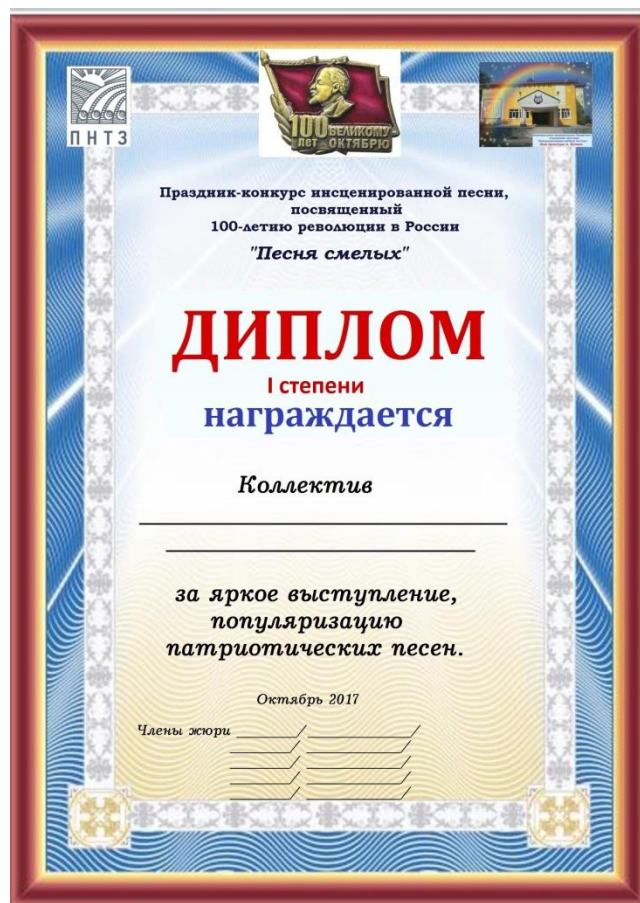 ПНТЗ
100 ВЕЛИКОМУ
ЛЕТ ОКТЯБРЮ
Праздник-конкурс инсценированной песни,
посвященный
100-летию революции в России
"Песня смелых"
ДИПЛОМ
I степени
награждается
Коллектив
за яркое выступление,
популяризацию
патриотических песен.
Октябрь 2017
Члены жюри